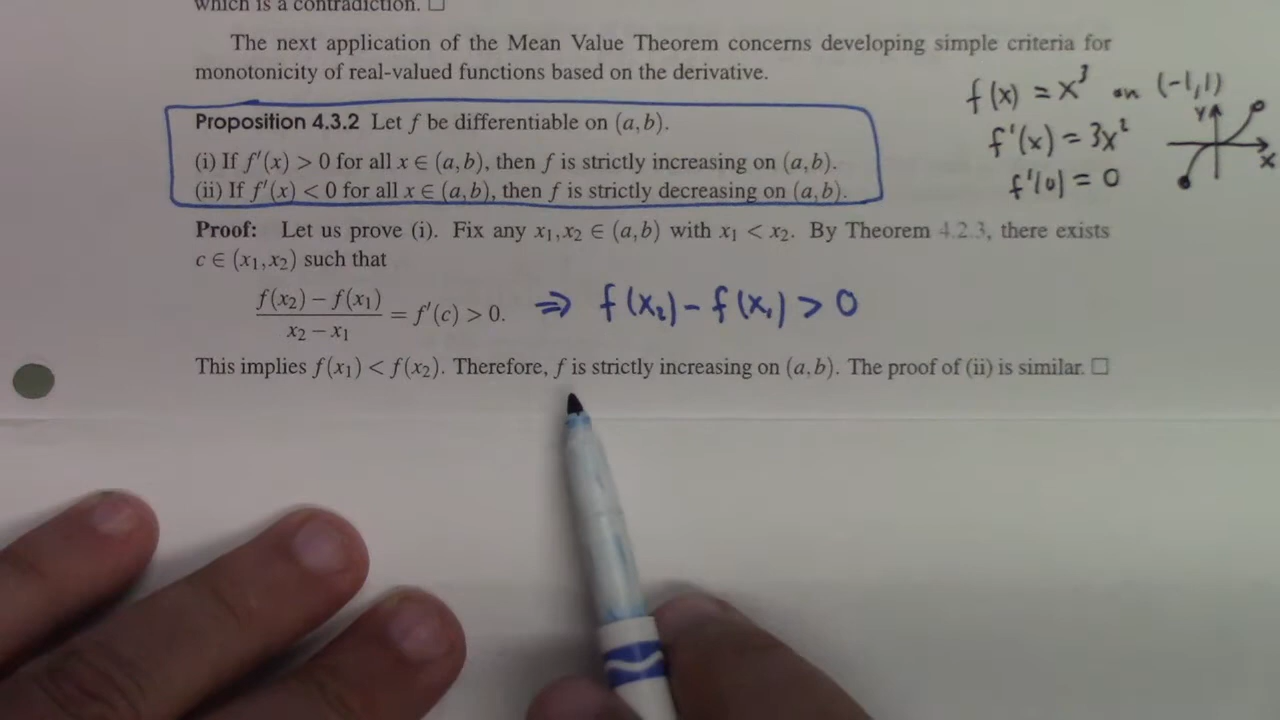 which is a contradiction. □
The next application of the Mean Value Theorem concerns developing simple criteria for
monotonicity of real-valued functions based on the derivative.
f(x) = x³ on (-1,1)
Proposition 4.3.2 Let f be differentiable on (a,b).
Y
f'(x) = 3x²
X
(i) If f′(x) > 0 for all x ∈ (a,b), then f is strictly increasing on (a,b).
f'(0) = 0
(ii) If f′(x) < 0 for all x ∈ (a,b), then f is strictly decreasing on (a,b).
Proof: Let us prove (i). Fix any x₁,x₂ ∈ (a,b) with x₁ < x₂. By Theorem 4.2.3, there exists
c ∈ (x₁,x₂) such that
(f(x₂) − f(x₁))/(x₂ − x₁) = f′(c) > 0. ⇒ f(x₂) - f(x₁) > 0
This implies f(x₁) < f(x₂). Therefore, f is strictly increasing on (a,b). The proof of (ii) is similar. □